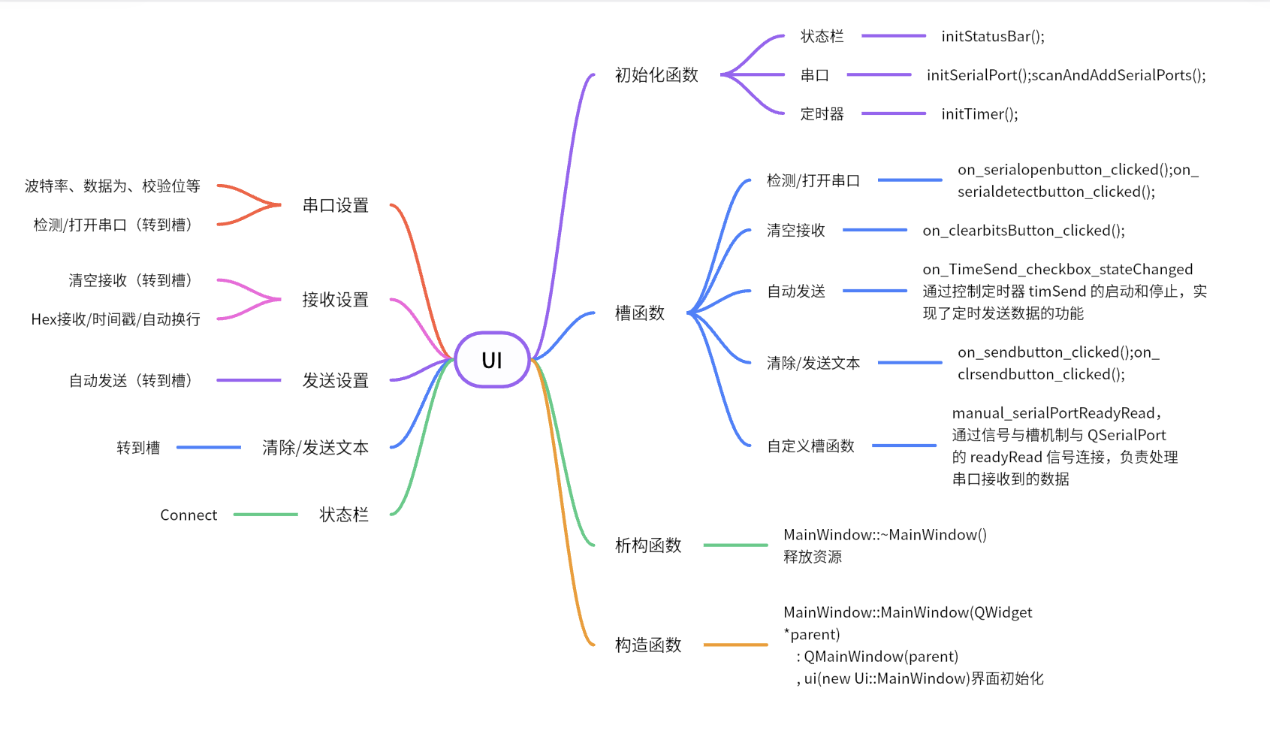 UI
串口设置
波特率、数据为、校验位等
检测/打开串口（转到槽）
接收设置
清空接收（转到槽）
Hex接收/时间戳/自动换行
发送设置
自动发送（转到槽）
清除/发送文本
转到槽
状态栏
Connect
初始化函数
状态栏
initStatusBar();
串口
initSerialPort();scanAndAddSerialPorts();
定时器
initTimer();
槽函数
检测/打开串口
on_serialopenbutton_clicked();on_
serialdetectbutton_clicked();
清空接收
on_clearbitsButton_clicked();
自动发送
on_TimeSend_checkbox_stateChanged
通过控制定时器 timSend 的启动和停止，实
现了定时发送数据的功能
清除/发送文本
on_sendbutton_clicked();on_
clrsendbutton_clicked();
自定义槽函数
manual_serialPortReadyRead，
通过信号与槽机制与 QSerialPort
的 readyRead 信号连接，负责处理
串口接收到的数据
析构函数
MainWindow::~MainWindow()
释放资源
构造函数
MainWindow::MainWindow(QWidget
*parent)
: QMainWindow(parent)
, ui(new Ui::MainWindow)界面初始化